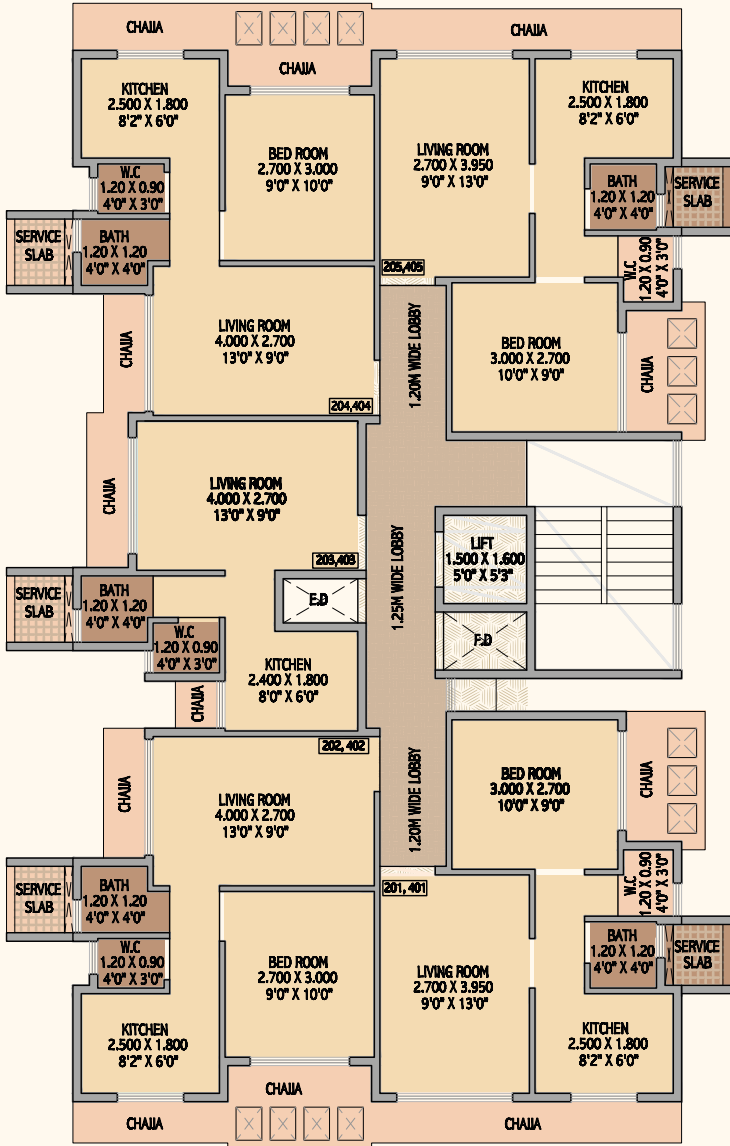 CHAJJA
CHAJJA
CHAJJA
KITCHEN
2.500 X 1.800
8'2" X 6'0"
BED ROOM
2.700 X 3.000
9'0" X 10'0"
LIVING ROOM
2.700 X 3.950
9'0" X 13'0"
KITCHEN
2.500 X 1.800
8'2" X 6'0"
W.C
1.20 X 0.90
4'0" X 3'0"
BATH
1.20 X 1.20
4'0" X 4'0"
SERVICE
SLAB
SERVICE
SLAB
BATH
1.20 X 1.20
4'0" X 4'0"
W.C
1.20 X 0.90
4'0" X 3'0"
205,405
LIVING ROOM
4.000 X 2.700
13'0" X 9'0"
CHAJJA
1.20M WIDE LOBBY
BED ROOM
3.000 X 2.700
10'0" X 9'0"
CHAJJA
204,404
CHAJJA
LIVING ROOM
4.000 X 2.700
13'0" X 9'0"
203,403
1.25M WIDE LOBBY
LIFT
1.500 X 1.600
5'0" X 5'3"
SERVICE
SLAB
BATH
1.20 X 1.20
4'0" X 4'0"
E.D
F.D
W.C
1.20 X 0.90
4'0" X 3'0"
KITCHEN
2.400 X 1.800
8'0" X 6'0"
CHAJJA
202, 402
CHAJJA
LIVING ROOM
4.000 X 2.700
13'0" X 9'0"
1.20M WIDE LOBBY
BED ROOM
3.000 X 2.700
10'0" X 9'0"
CHAJJA
201, 401
SERVICE
SLAB
BATH
1.20 X 1.20
4'0" X 4'0"
W.C
1.20 X 0.90
4'0" X 3'0"
W.C
1.20 X 0.90
4'0" X 3'0"
BED ROOM
2.700 X 3.000
9'0" X 10'0"
LIVING ROOM
2.700 X 3.950
9'0" X 13'0"
BATH
1.20 X 1.20
4'0" X 4'0"
SERVICE
SLAB
KITCHEN
2.500 X 1.800
8'2" X 6'0"
KITCHEN
2.500 X 1.800
8'2" X 6'0"
CHAJJA
CHAJJA
CHAJJA